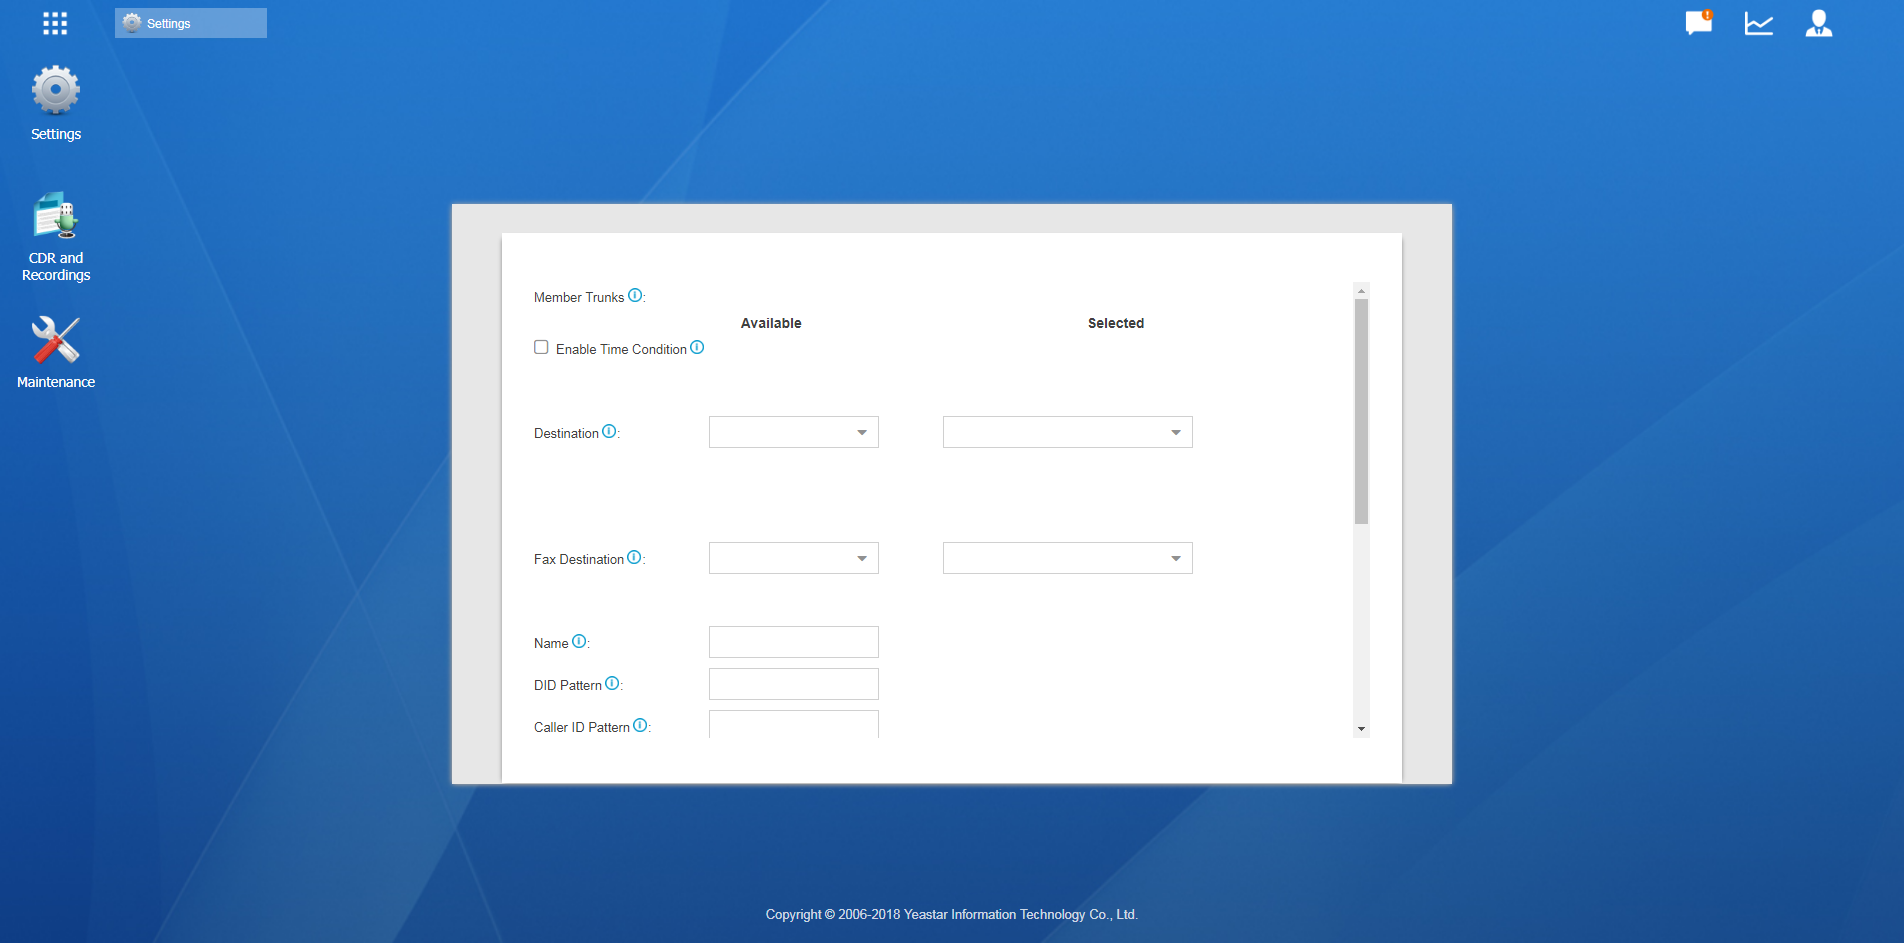 Settings
Settings
CDR and
Recordings
Maintenance
Member Trunks :
Available Selected
Enable Time Condition
Destination :
Fax Destination :
Name :
DID Pattern :
Caller ID Pattern :
Copyright © 2006-2018 Yeastar Information Technology Co., Ltd.